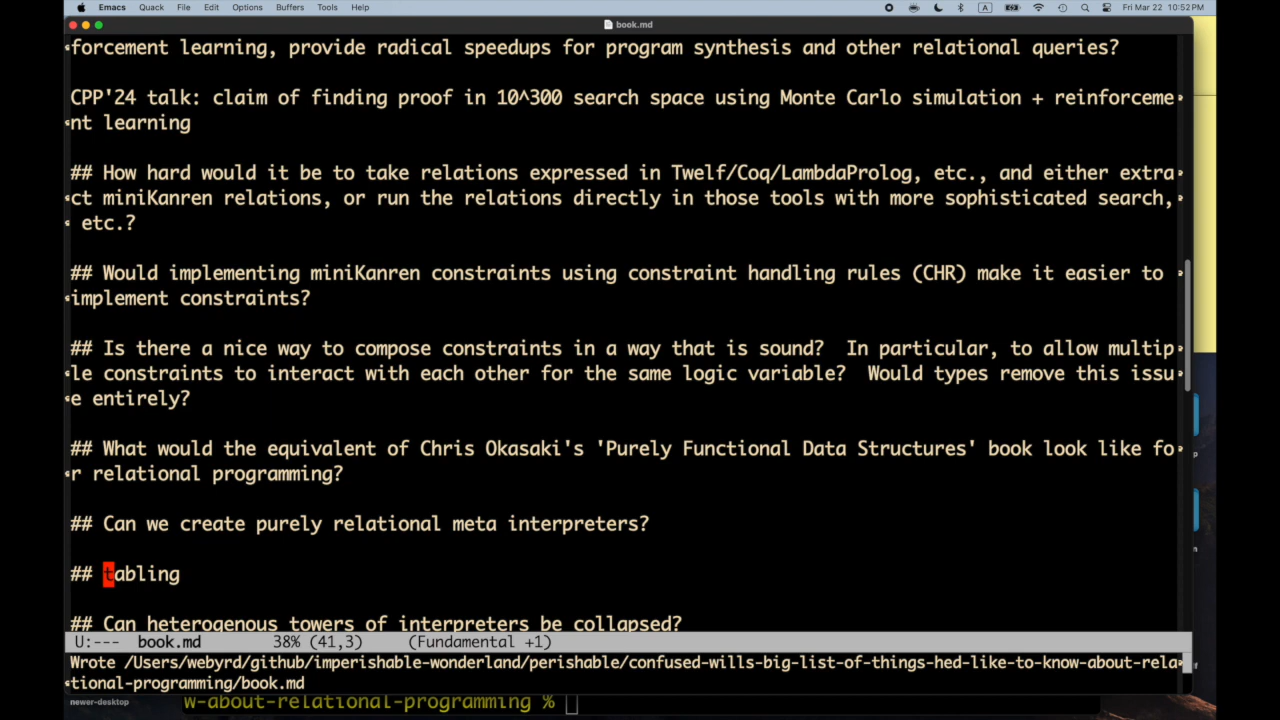 Emacs Quack File Edit Options Buffers Tools Help A Fri Mar 22 10:52 PM
book.md
forcement learning, provide radical speedups for program synthesis and other relational queries?
CPP'24 talk: claim of finding proof in 10^300 search space using Monte Carlo simulation + reinforceme
nt learning
## How hard would it be to take relations expressed in Twelf/Coq/LambdaProlog, etc., and either extra
ct miniKanren relations, or run the relations directly in those tools with more sophisticated search,
etc.?
## Would implementing miniKanren constraints using constraint handling rules (CHR) make it easier to
implement constraints?
## Is there a nice way to compose constraints in a way that is sound?  In particular, to allow multip
le constraints to interact with each other for the same logic variable?  Would types remove this issu
e entirely?
## What would the equivalent of Chris Okasaki's 'Purely Functional Data Structures' book look like fo
r relational programming?
## Can we create purely relational meta interpreters?
## tabling
## Can heterogenous towers of interpreters be collapsed?
U:--- book.md 38% (41,3) (Fundamental +1)
Wrote /Users/webyrd/github/imperishable-wonderland/perishable/confused-wills-big-list-of-things-hed-like-to-know-about-rela
tional-programming/book.md
newer-desktop
w-about-relational-programming %